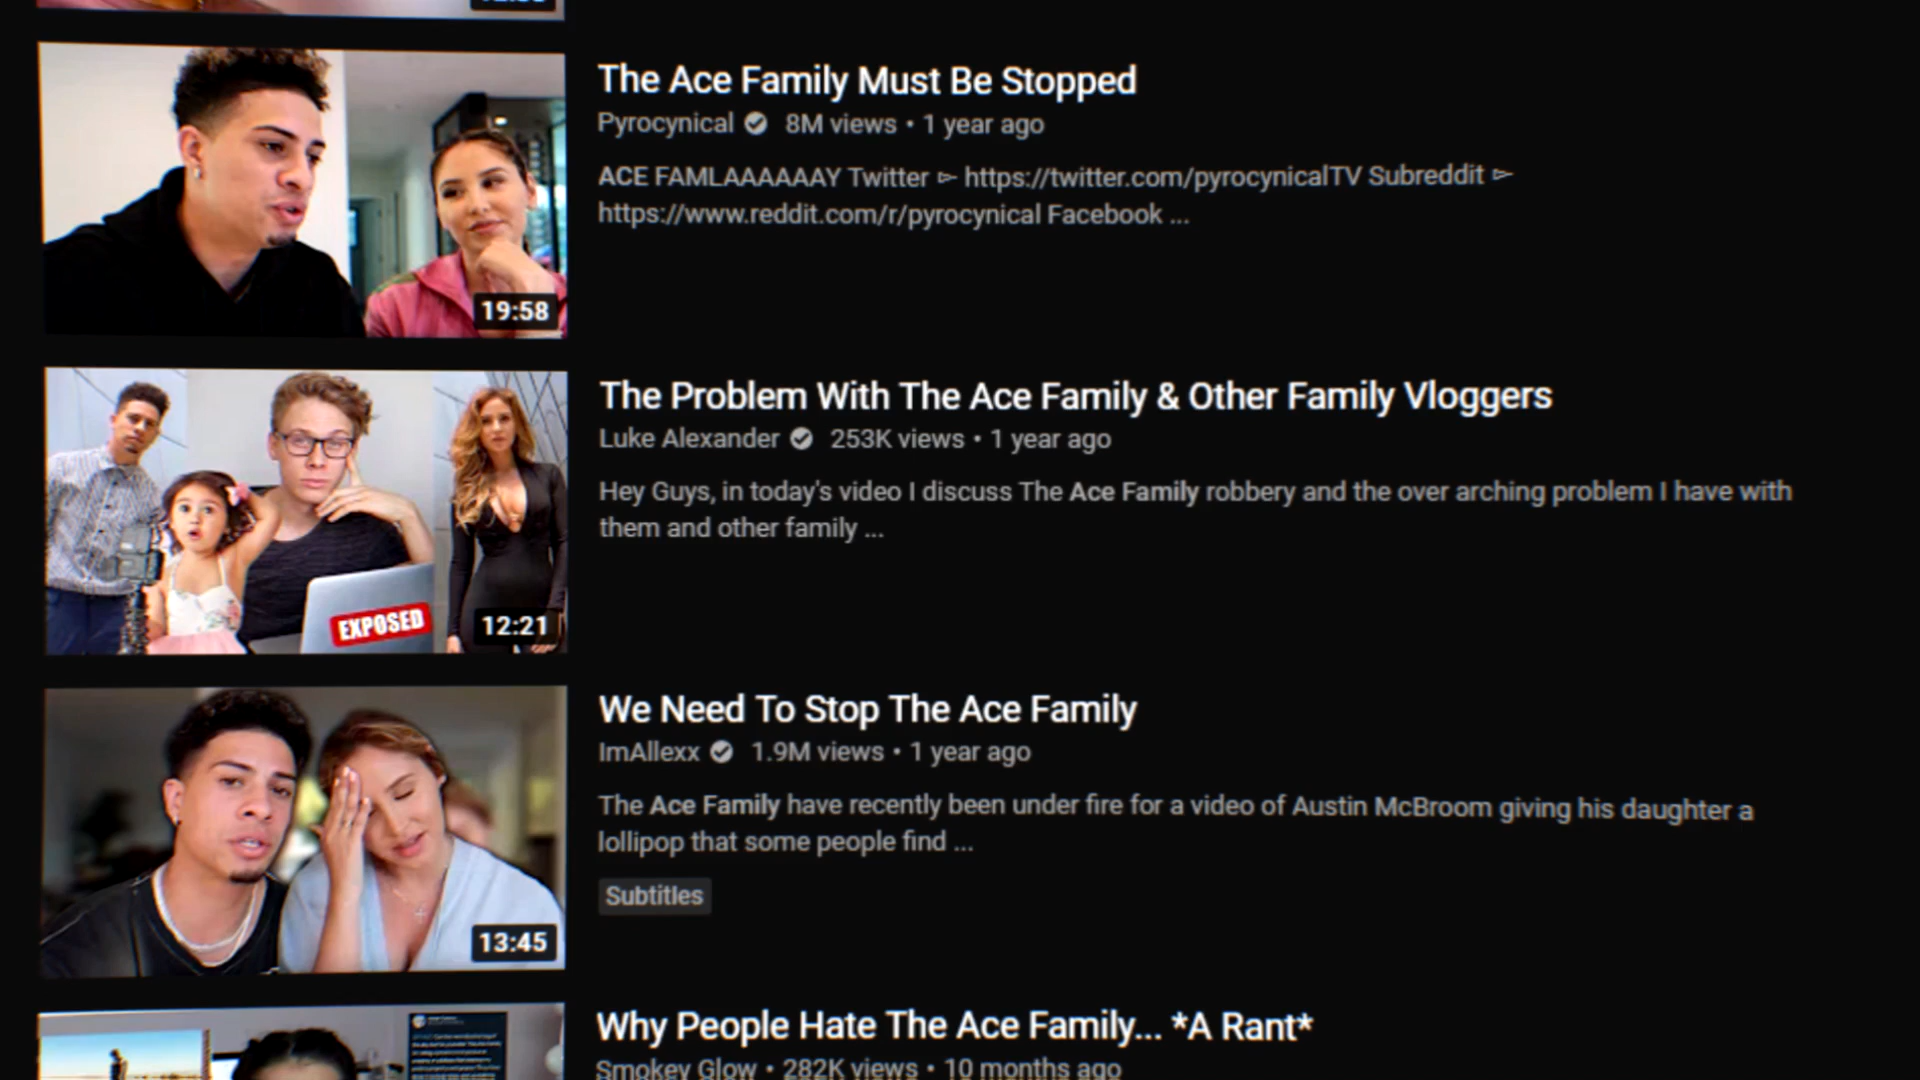 The Ace Family Must Be Stopped
Pyrocynical 8M views • 1 year ago
ACE FAMLAAAAAAY Twitter ▻ https://twitter.com/pyrocynicalTV Subreddit ▻
https://www.reddit.com/r/pyrocynical Facebook ...
19:58
The Problem With The Ace Family & Other Family Vloggers
Luke Alexander 253K views • 1 year ago
Hey Guys, in today's video I discuss The Ace Family robbery and the over arching problem I have with
them and other family ...
EXPOSED
12:21
We Need To Stop The Ace Family
ImAllexx 1.9M views • 1 year ago
The Ace Family have recently been under fire for a video of Austin McBroom giving his daughter a
lollipop that some people find ...
Subtitles
13:45
Why People Hate The Ace Family... *A Rant*
Smokey Glow • 282K views • 10 months ago